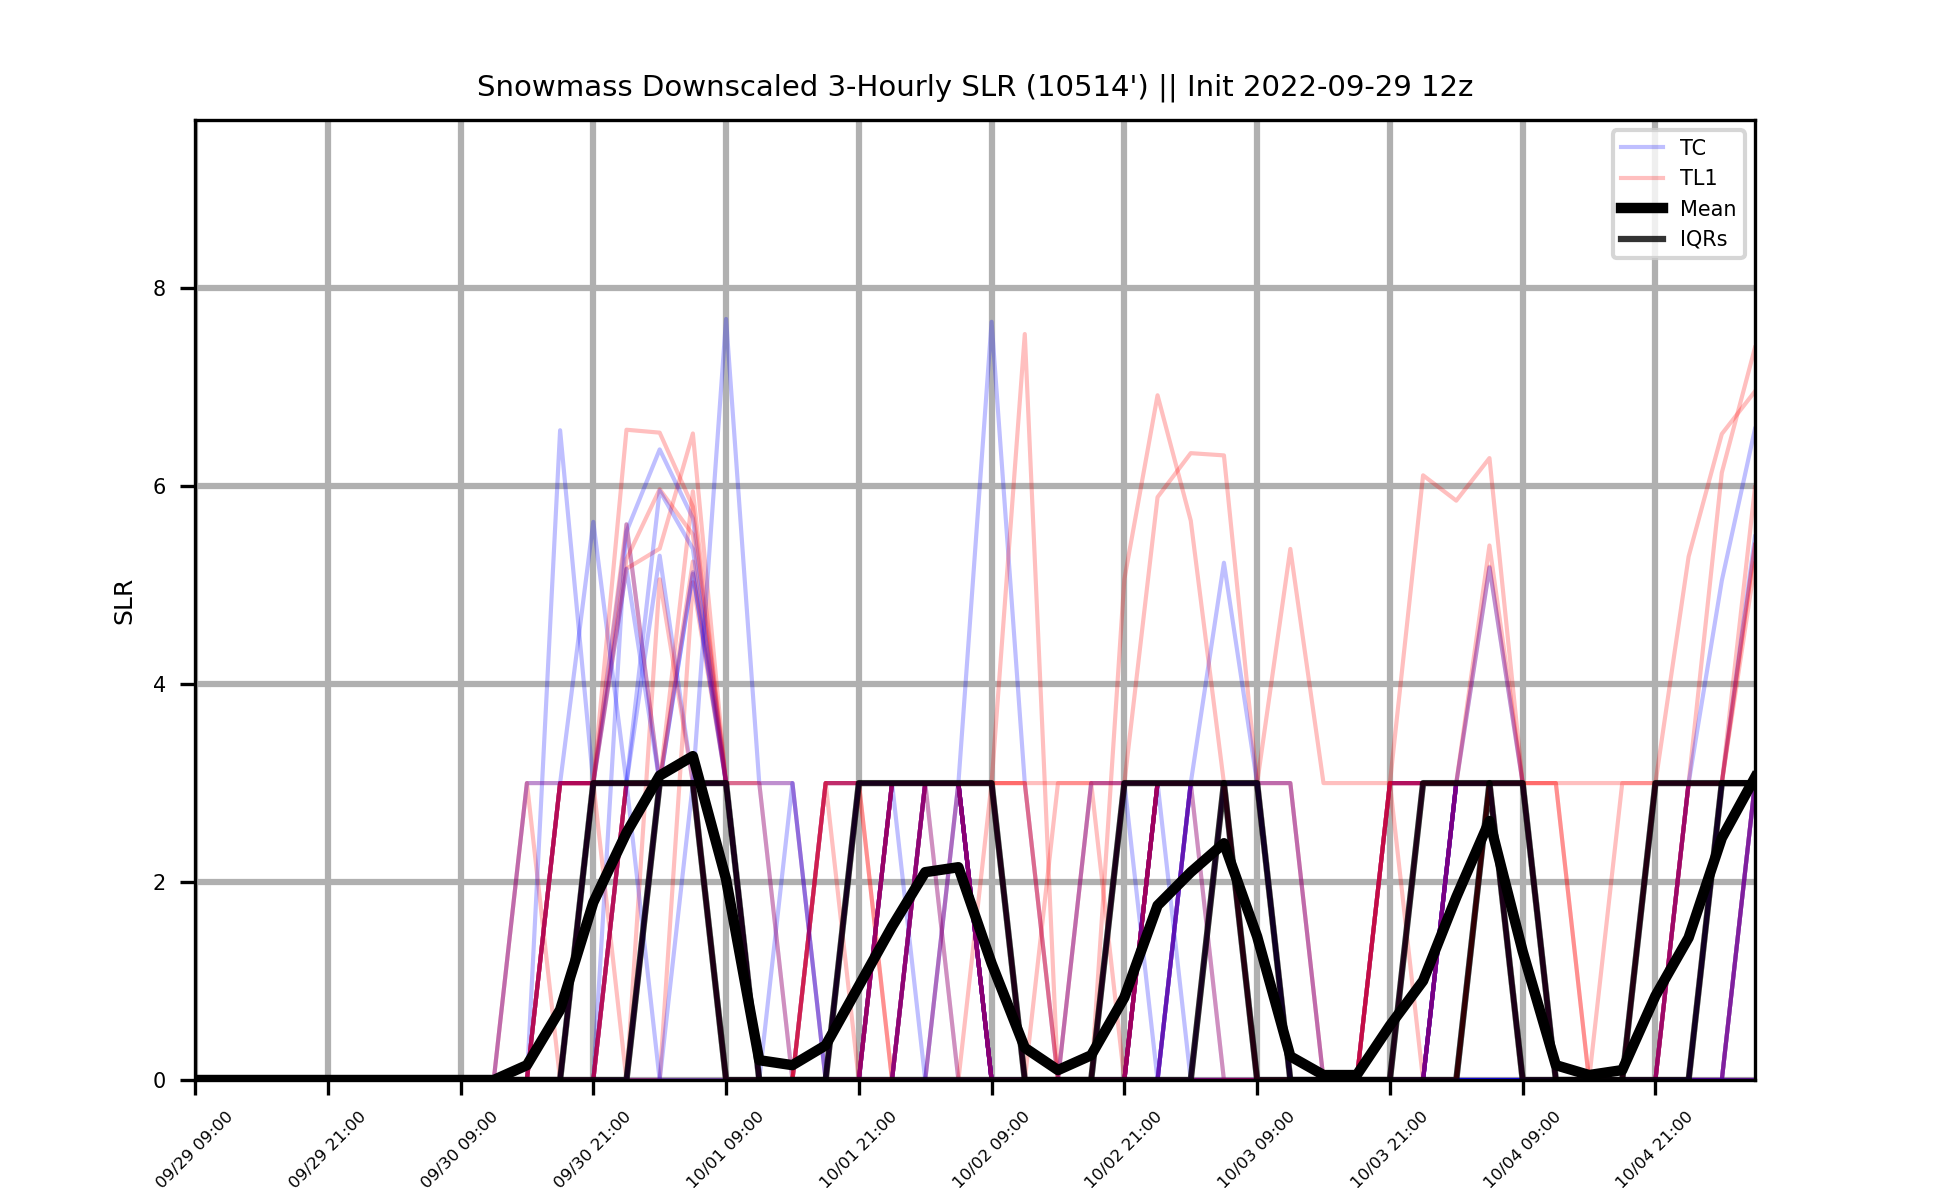 Snowmass Downscaled 3-Hourly SLR (10514') || Init 2022-09-29 12z
TC
TL1
Mean
IQRs
SLR
8
6
4
2
0
09/29 09:00
09/29 21:00
09/30 09:00
09/30 21:00
10/01 09:00
10/01 21:00
10/02 09:00
10/02 21:00
10/03 09:00
10/03 21:00
10/04 09:00
10/04 21:00